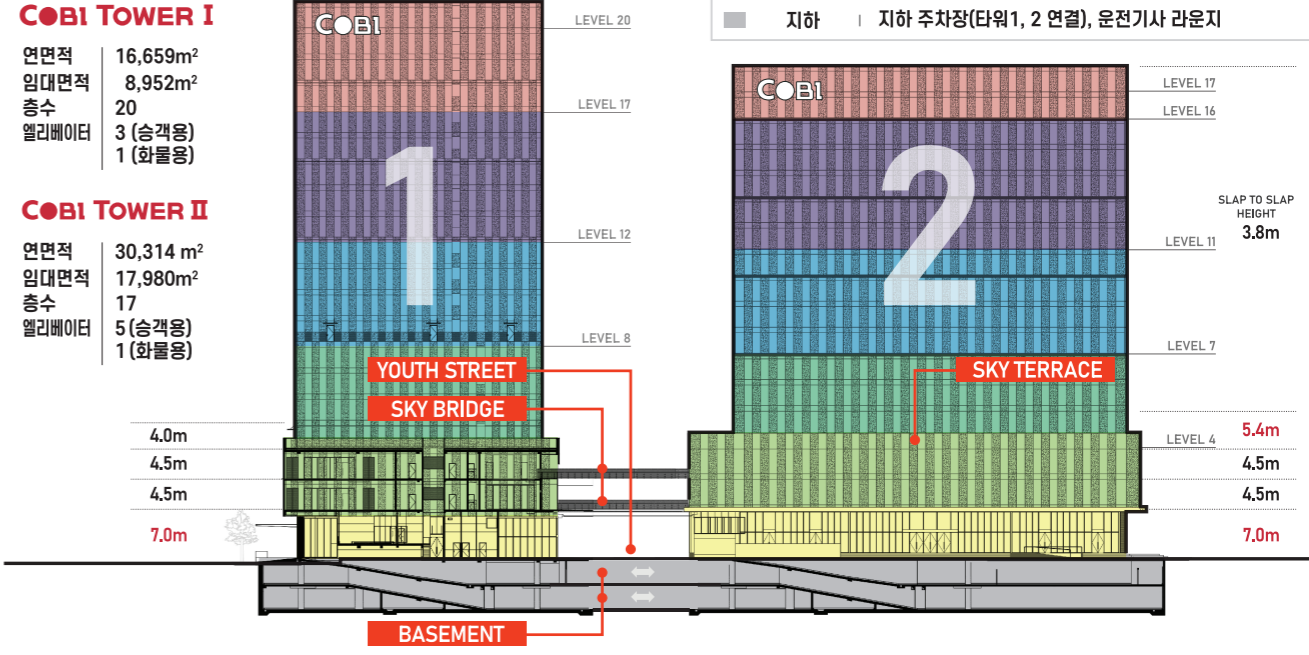 COBI TOWER I
연면적 16,659m²
임대면적 8,952m²
층수 20
엘리베이터 3 (승객용)
1 (화물용)
COBI TOWER II
연면적 30,314 m²
임대면적 17,980m²
층수 17
엘리베이터 5 (승객용)
1 (화물용)
지하 | 지하 주차장(타워1, 2 연결), 운전기사 라운지
COBI
1
LEVEL 20
LEVEL 17
LEVEL 12
LEVEL 8
COBI
2
LEVEL 17
LEVEL 16
LEVEL 11
LEVEL 7
LEVEL 4
SLAP TO SLAP
HEIGHT
3.8m
YOUTH STREET
SKY BRIDGE
SKY TERRACE
4.0m
4.5m
4.5m
7.0m
5.4m
4.5m
4.5m
7.0m
BASEMENT